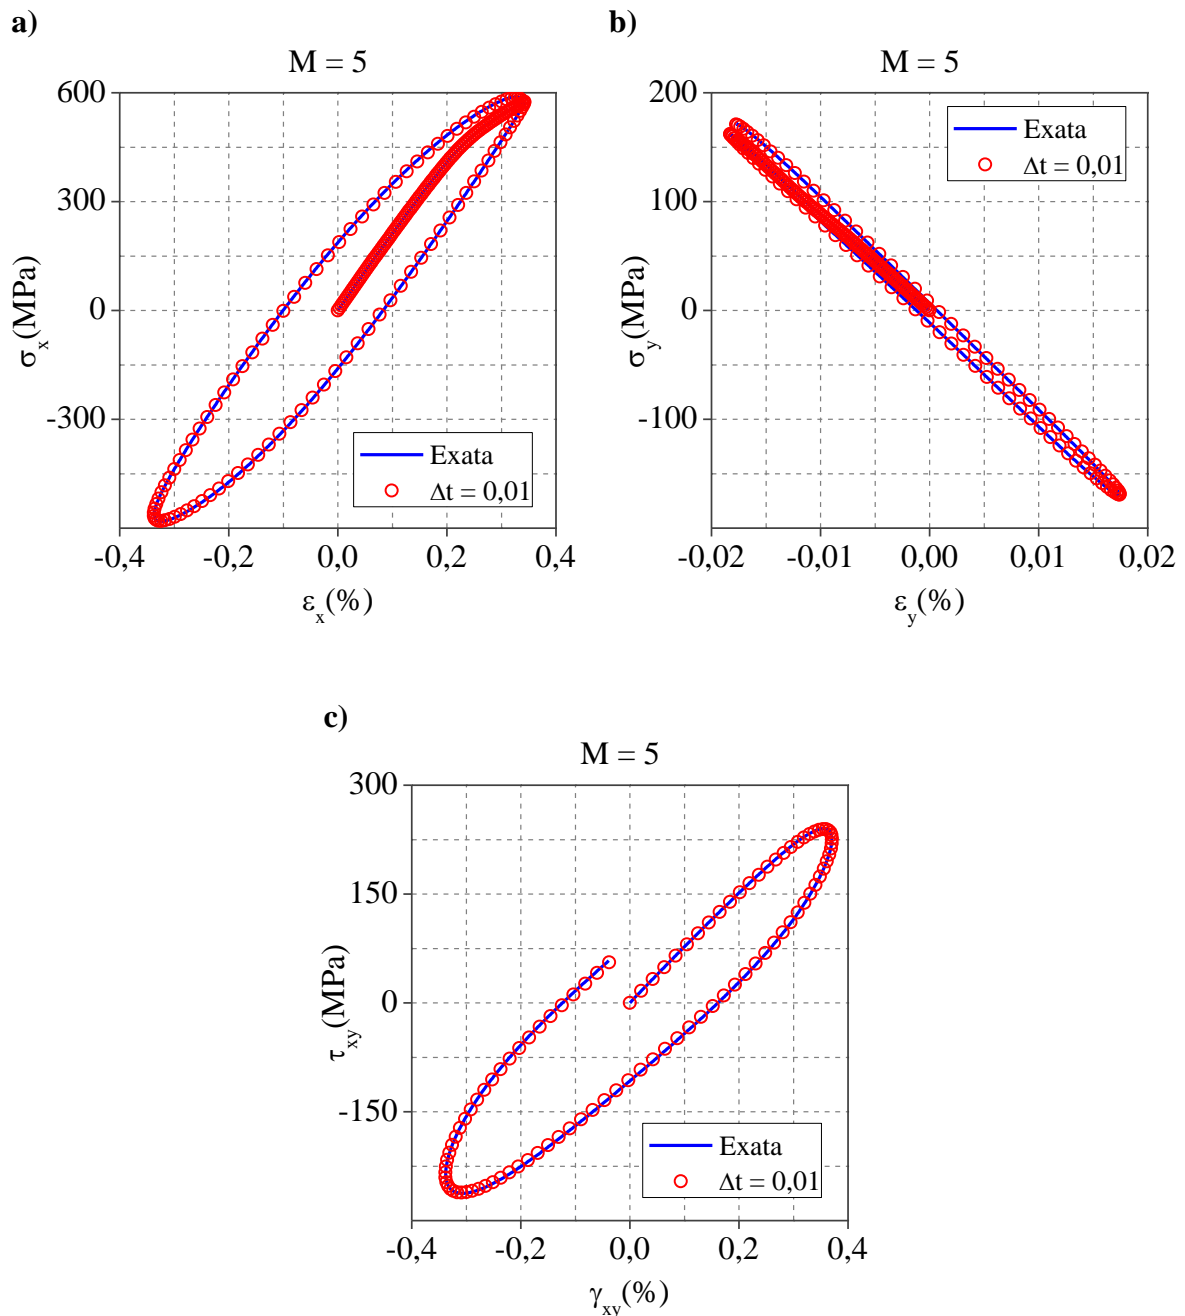 a)
M = 5
600
300
0
-300
-0,4
-0,2
0,0
0,2
0,4
σx(MPa)
εx(%)
Exata
Δt = 0,01
b)
M = 5
200
100
0
-100
-0,02
-0,01
0,00
0,01
0,02
σy(MPa)
εy(%)
Exata
Δt = 0,01
c)
M = 5
300
150
0
-150
-0,4
-0,2
0,0
0,2
0,4
τxy(MPa)
γxy(%)
Exata
Δt = 0,01